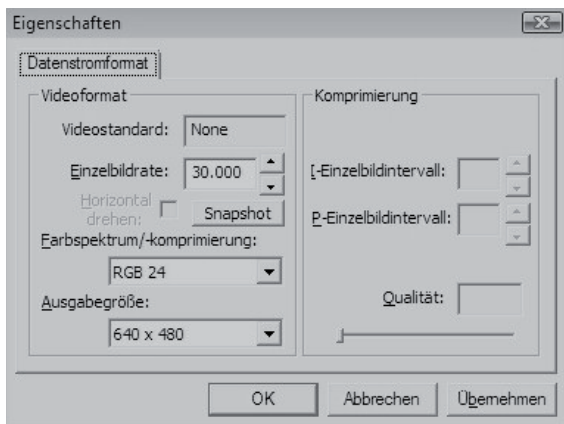 Eigenschaften
Datenstromformat
Videoformat
Videostandard: None
Einzelbildrate: 30.000
Horizontal
drehen:
Snapshot
Farbspektrum/-komprimierung:
RGB 24
Ausgabegröße:
640 x 480
Komprimierung
I-Einzelbildintervall:
P-Einzelbildintervall:
Qualität:
OK
Abbrechen
Übernehmen